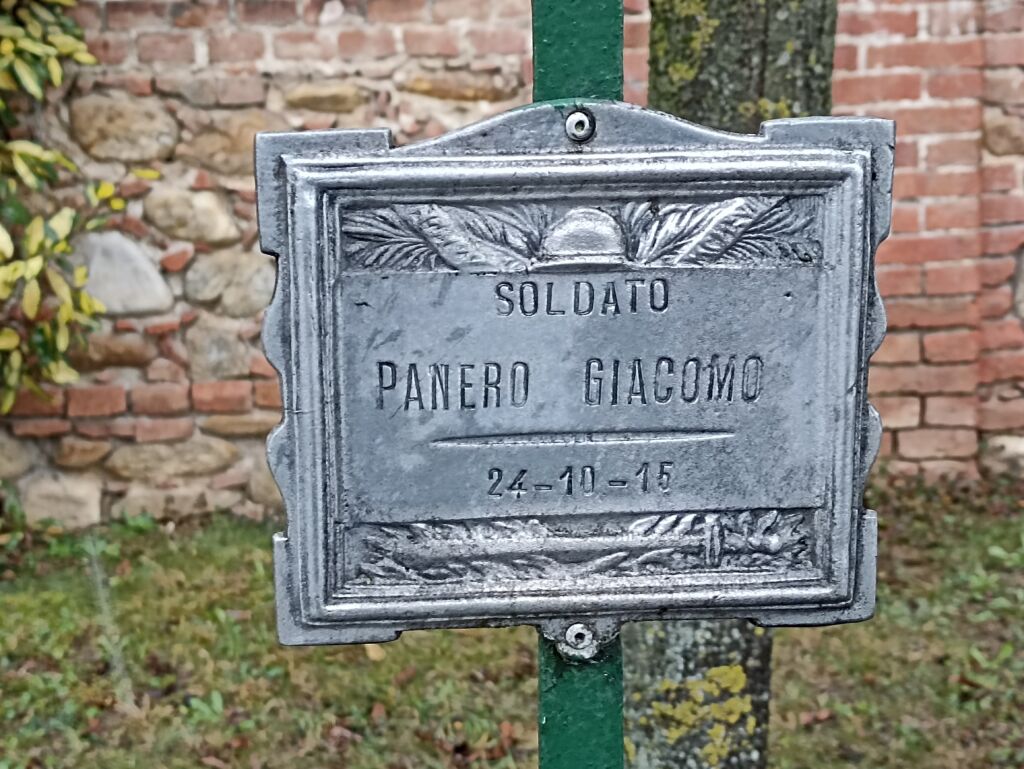 SOLDATO
PANERO GIACOMO
24-10-15